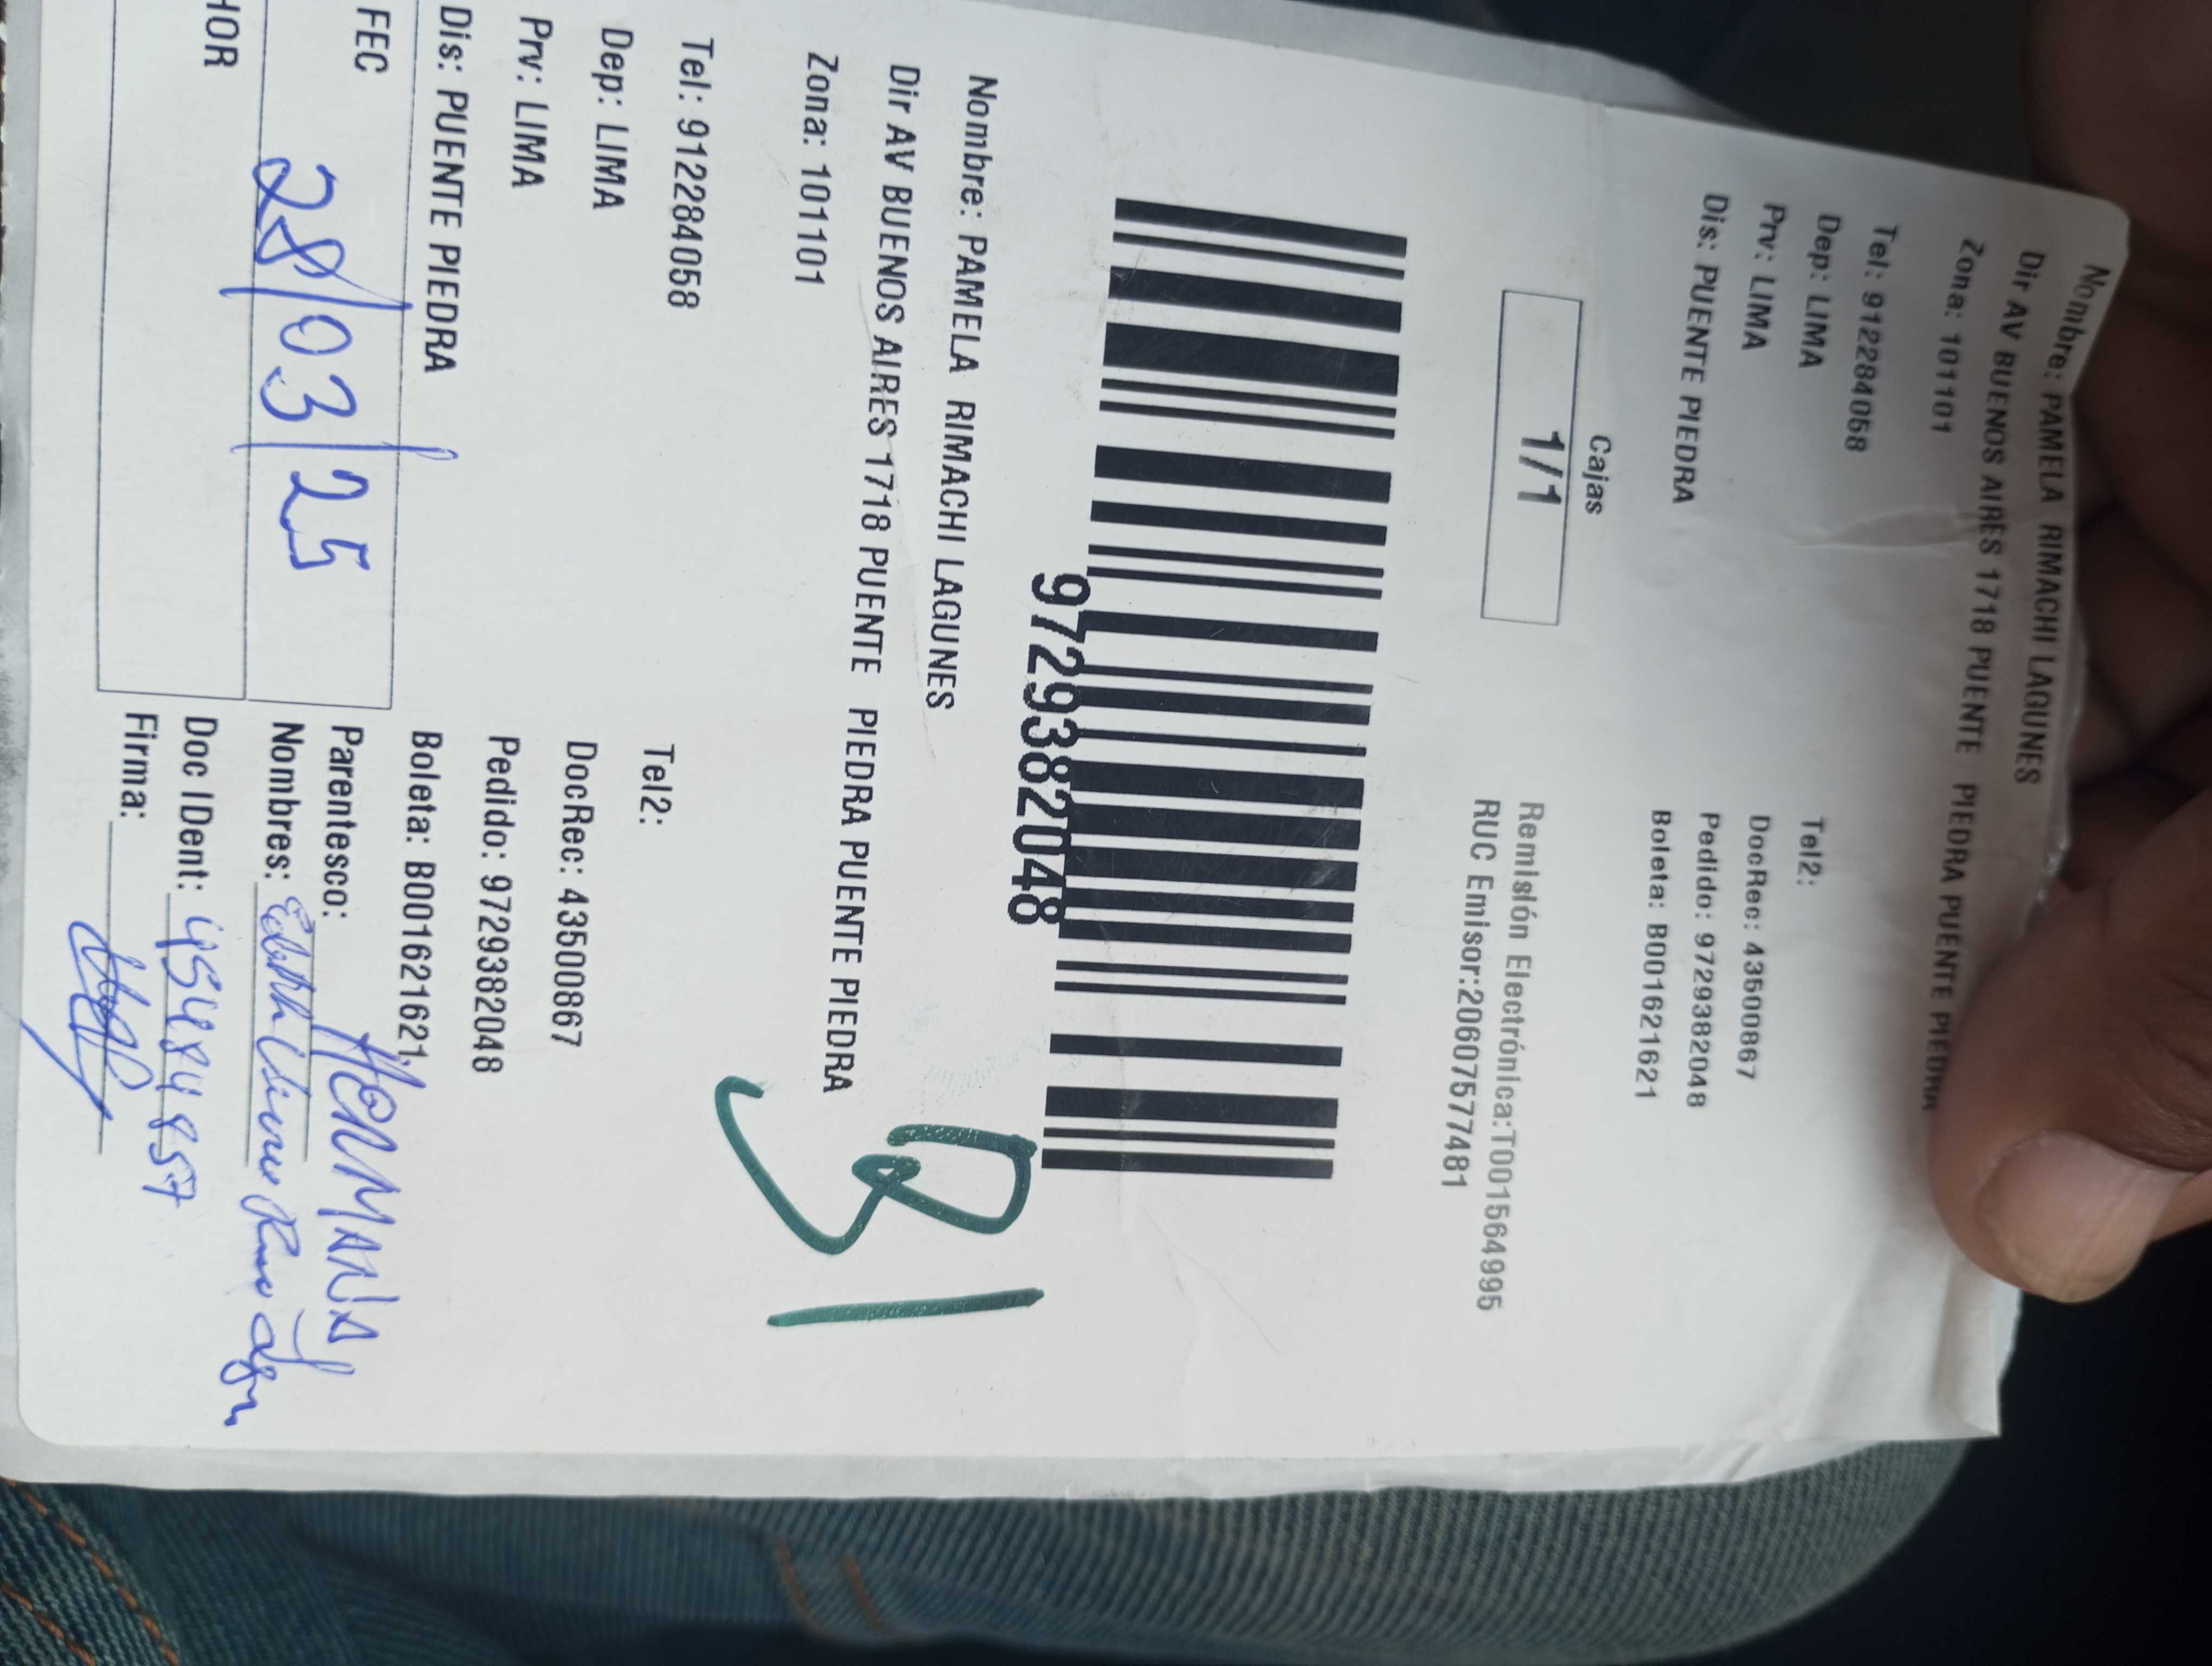 Nombre: PAMELA RIMACHI LAGUNES
Dir AV BUENOS AIRES 1718 PUENTE PIEDRA PUENTE PIEDRA
Zona: 101101
Tel: 912284058
Tel2:
Dep: LIMA
DocRec: 43500867
Prv: LIMA
Pedido: 9729382048
Dis: PUENTE PIEDRA
Boleta: B001621621
Cajas
1/1
Remisión Electrónica:T001564995
RUC Emisor:20607577481
9729382048
Nombre: PAMELA RIMACHI LAGUNES
Dir AV BUENOS AIRES 1718 PUENTE PIEDRA PUENTE PIEDRA
Zona: 101101
Tel: 912284058
Tel2:
Dep: LIMA
DocRec: 43500867
Prv: LIMA
Pedido: 9729382048
Dis: PUENTE PIEDRA
Boleta: B001621621
FEC 28/03/25
Parentesco: HERMANA
Nombres: Edith
HOR
Doc IDent:
Firma: